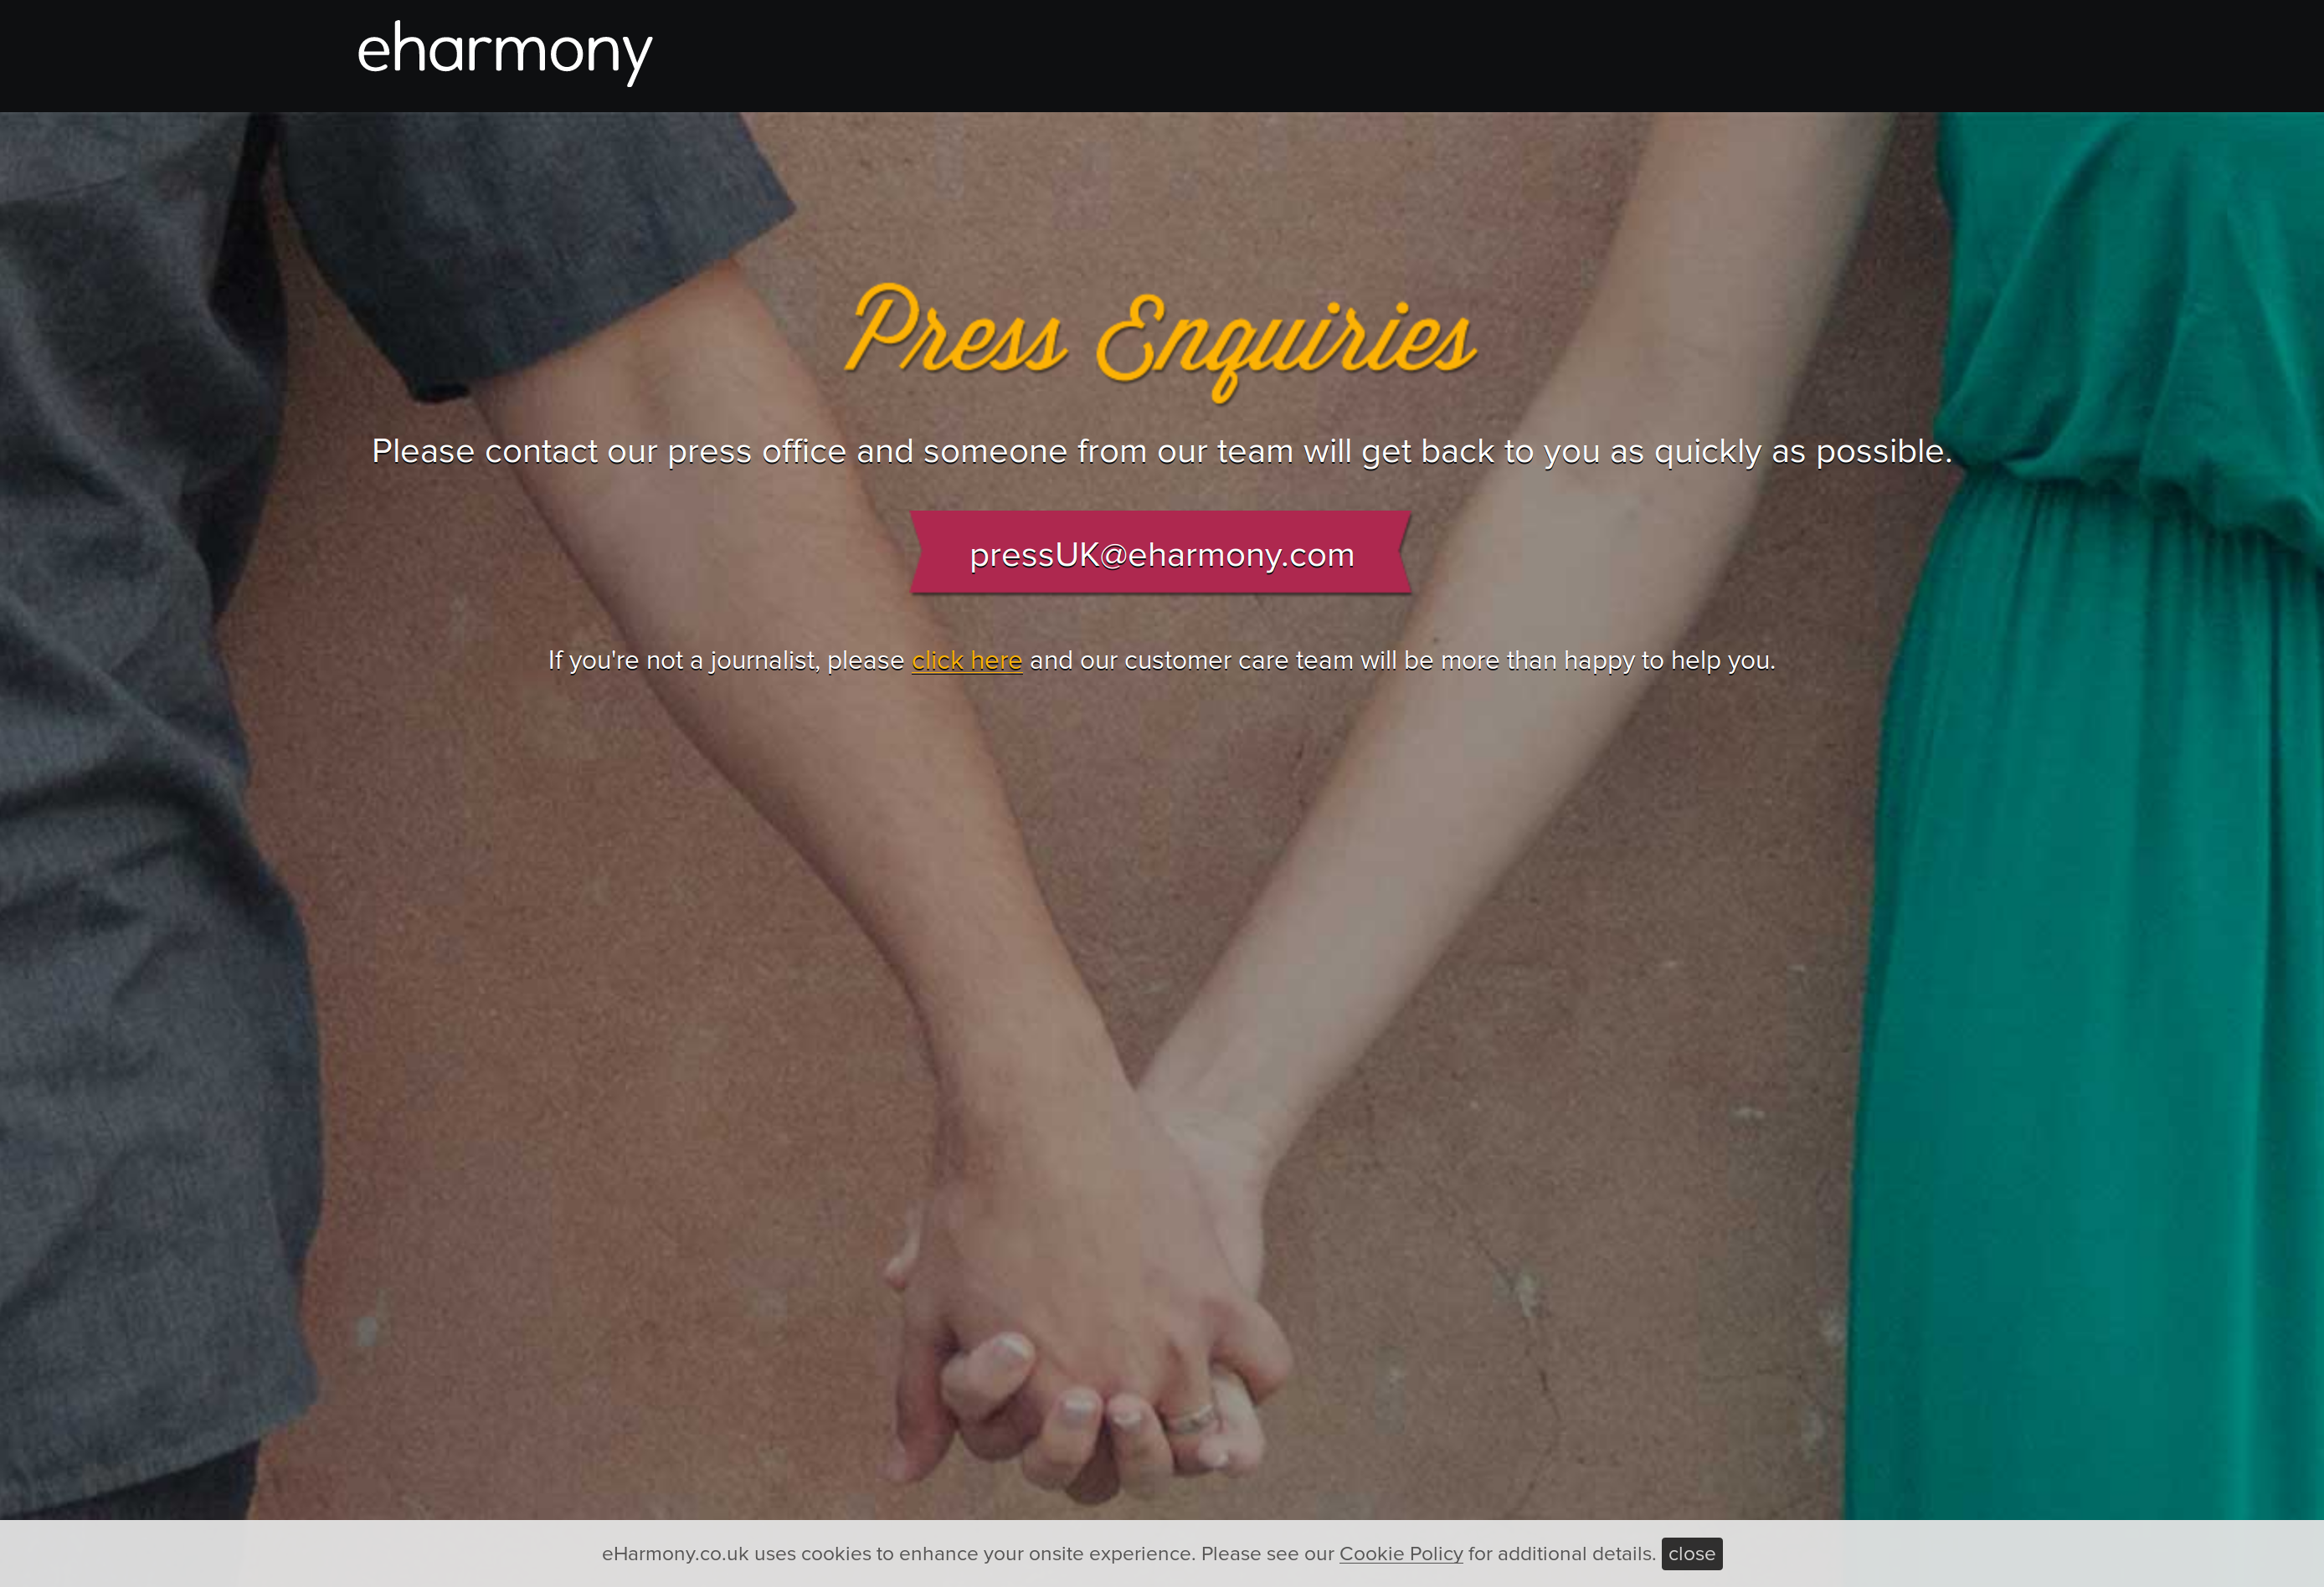 eharmony
Press Enquiries
Please contact our press office and someone from our team will get back to you as quickly as possible.
pressUK@eharmony.com
If you're not a journalist, please click here and our customer care team will be more than happy to help you.
eHarmony.co.uk uses cookies to enhance your onsite experience. Please see our Cookie Policy for additional details. close